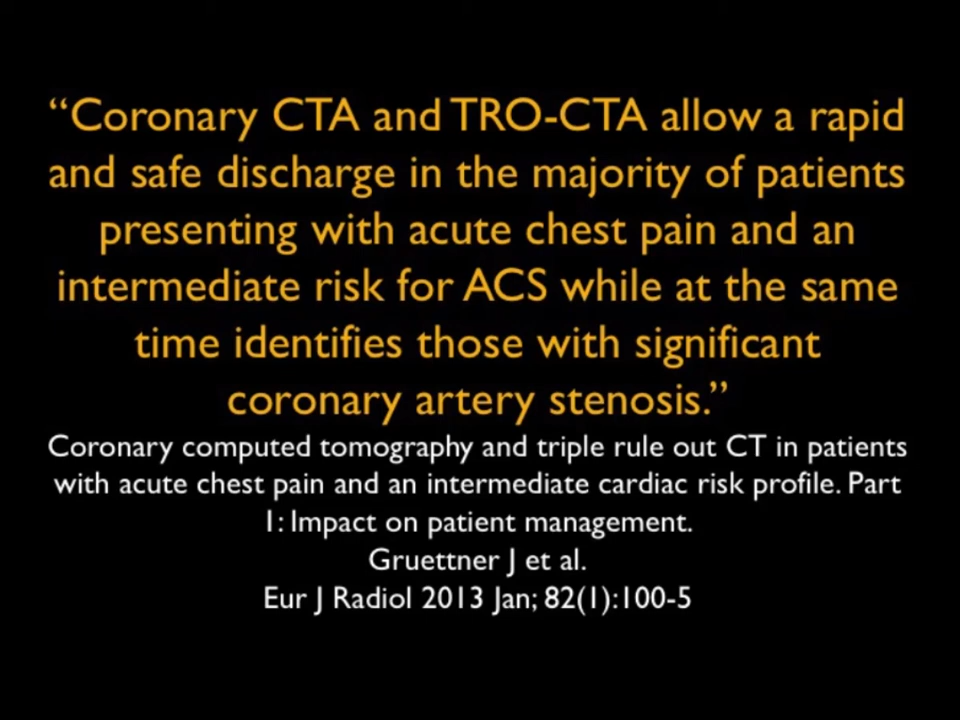 “Coronary CTA and TRO-CTA allow a rapid
and safe discharge in the majority of patients
presenting with acute chest pain and an
intermediate risk for ACS while at the same
time identifies those with significant
coronary artery stenosis.”
Coronary computed tomography and triple rule out CT in patients
with acute chest pain and an intermediate cardiac risk profile. Part
1: Impact on patient management.
Gruettner J et al.
Eur J Radiol 2013 Jan; 82(1):100-5